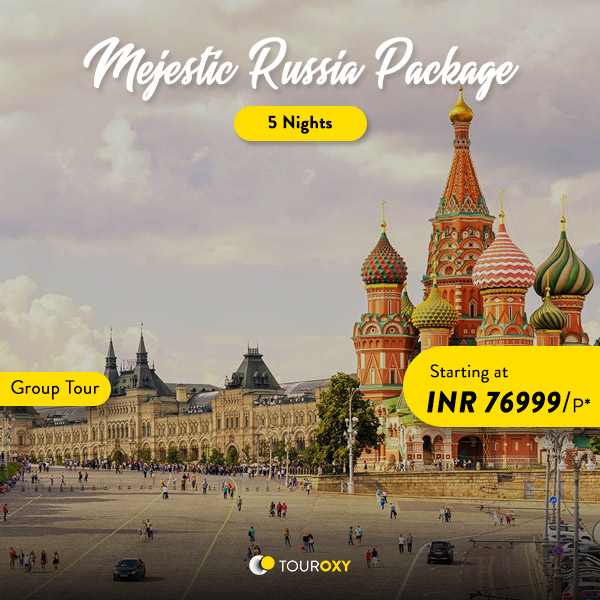 Mejestic Russia Package
5 Nights
Group Tour
Starting at
INR 76999/P*
TOUROXY